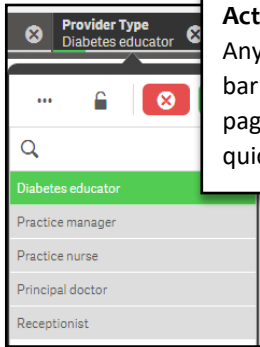 Provider Type
Diabetes educator
Act
Any
bar
pag
quic
Diabetes educator
Practice manager
Practice nurse
Principal doctor
Receptionist